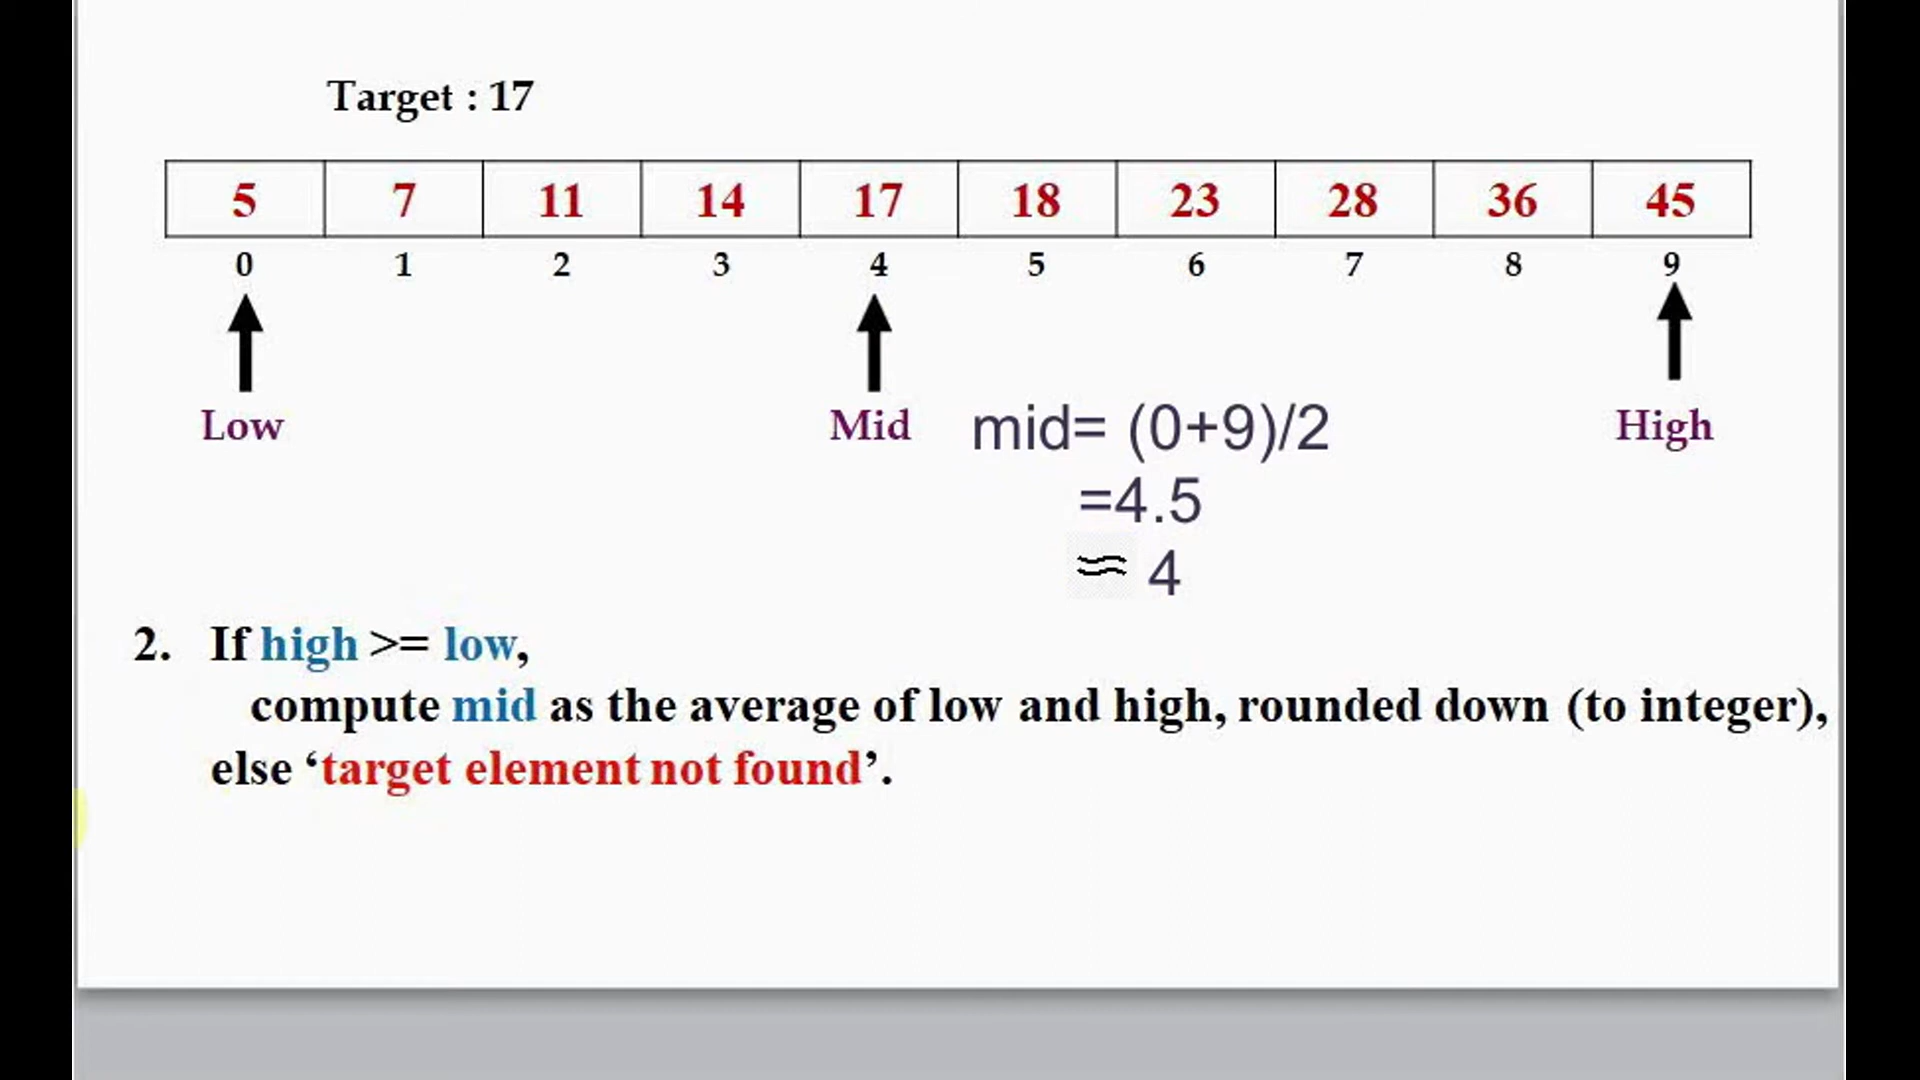 Target : 17
5 7 11 14 17 18 23 28 36 45
0 1 2 3 4 5 6 7 8 9
Low Mid High
mid= (0+9)/2
=4.5
≈ 4
2. If high >= low,
compute mid as the average of low and high, rounded down (to integer),
else ‘target element not found’.